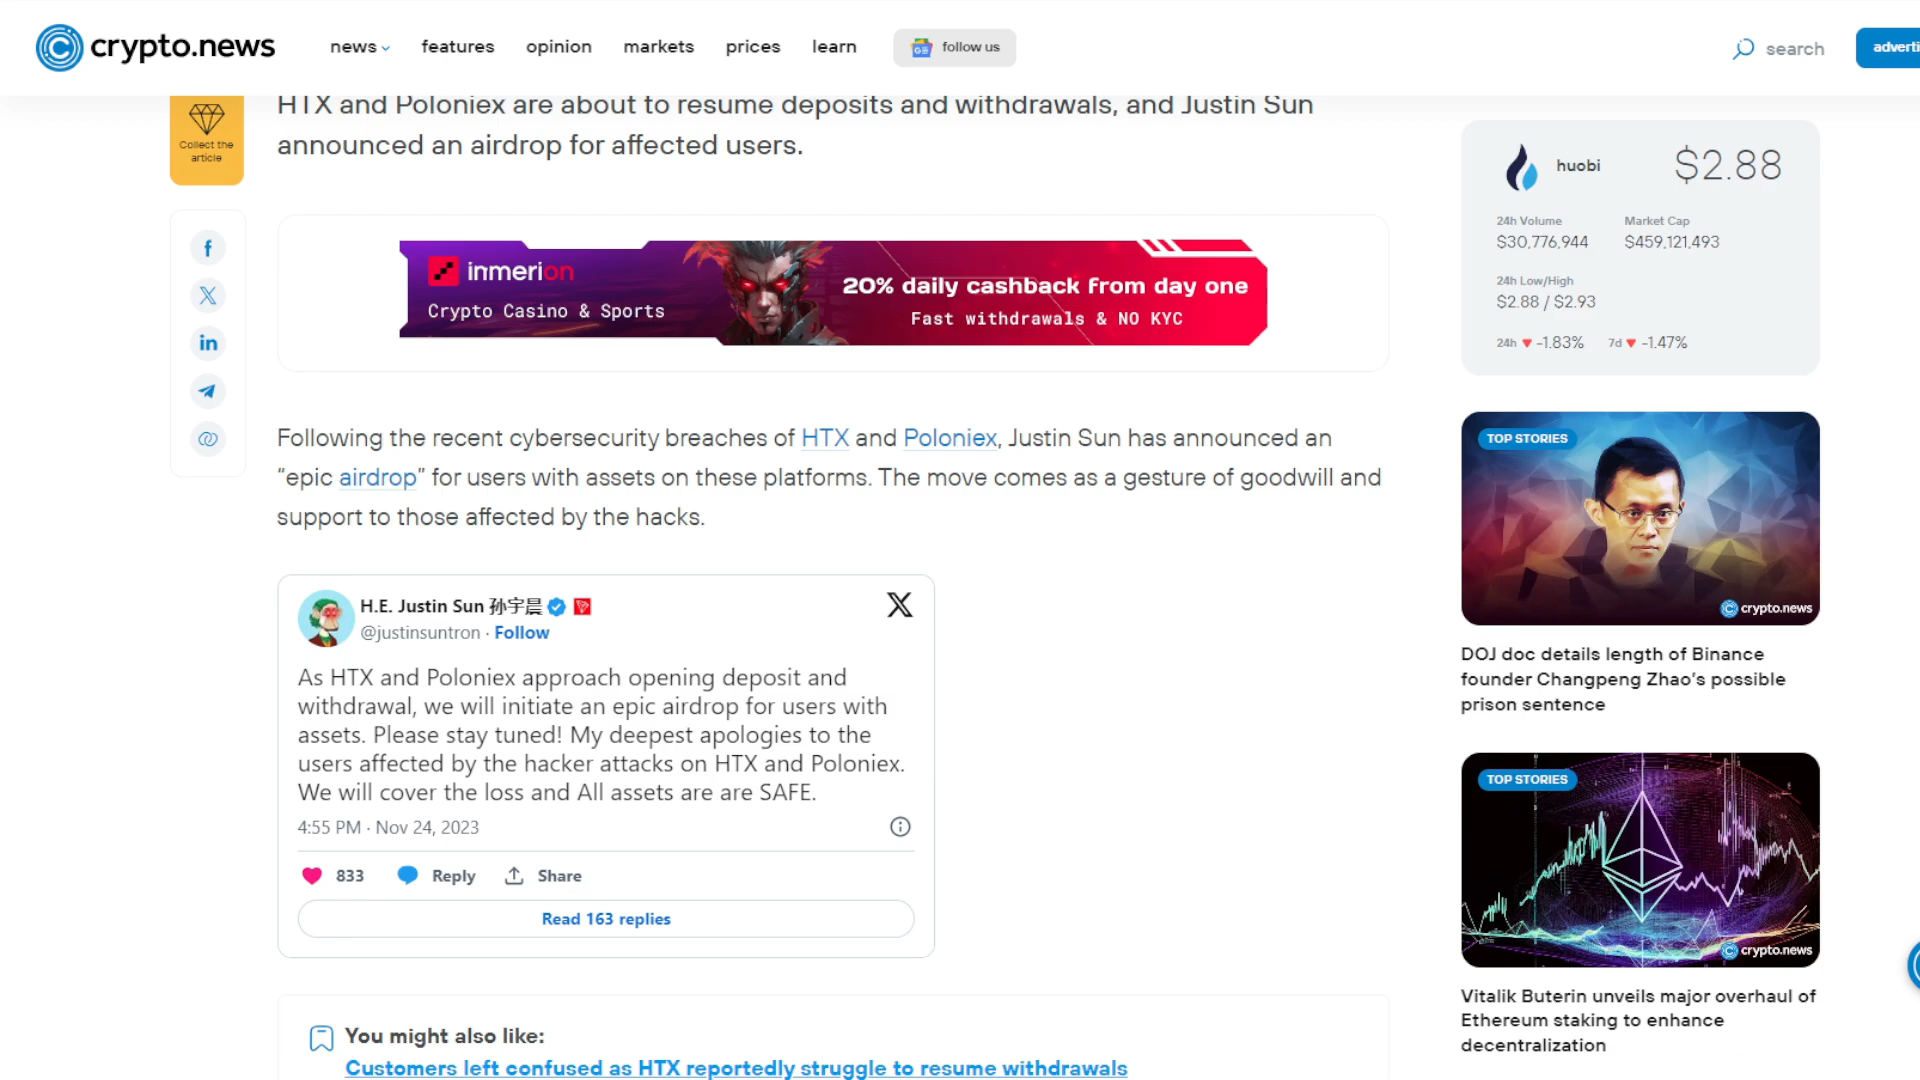 crypto.news
news features opinion markets prices learn follow us search adverti
HTX and Poloniex are about to resume deposits and withdrawals, and Justin Sun
announced an airdrop for affected users.
Collect the
article
inmerion
Crypto Casino & Sports
20% daily cashback from day one
Fast withdrawals & NO KYC
Following the recent cybersecurity breaches of HTX and Poloniex, Justin Sun has announced an
“epic airdrop” for users with assets on these platforms. The move comes as a gesture of goodwill and
support to those affected by the hacks.
H.E. Justin Sun 孙宇晨
@justinsuntron · Follow
As HTX and Poloniex approach opening deposit and
withdrawal, we will initiate an epic airdrop for users with
assets. Please stay tuned! My deepest apologies to the
users affected by the hacker attacks on HTX and Poloniex.
We will cover the loss and All assets are are SAFE.
4:55 PM · Nov 24, 2023
833 Reply Share
Read 163 replies
You might also like:
Customers left confused as HTX reportedly struggle to resume withdrawals
huobi $2.88
24h Volume Market Cap
$30,776,944 $459,121,493
24h Low/High
$2.88 / $2.93
24h -1.83% 7d -1.47%
TOP STORIES
crypto.news
DOJ doc details length of Binance
founder Changpeng Zhao’s possible
prison sentence
TOP STORIES
crypto.news
Vitalik Buterin unveils major overhaul of
Ethereum staking to enhance
decentralization